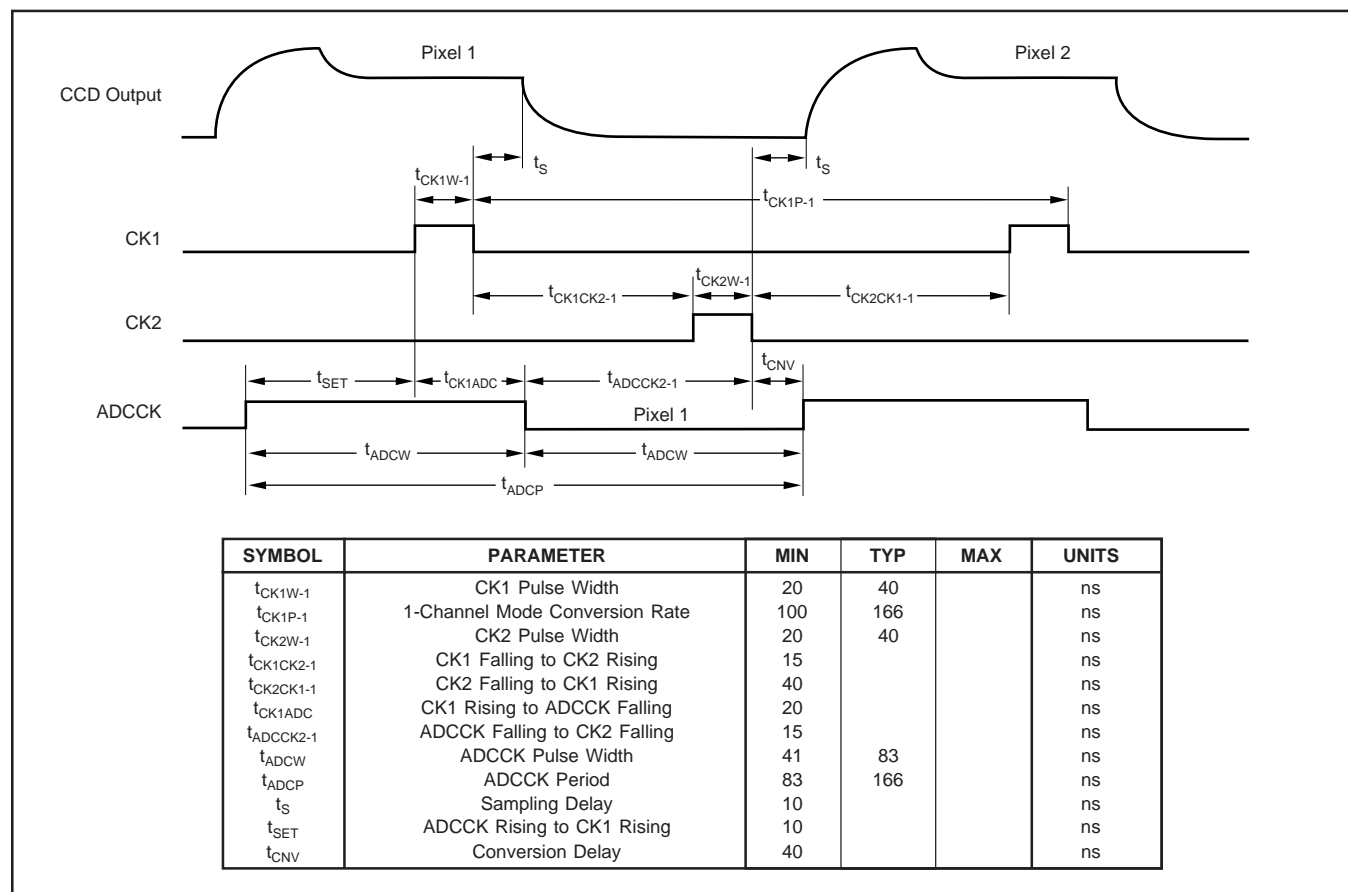 Pixel 1
Pixel 2
CCD Output
tS
tS
tCK1W-1
tCK1P-1
CK1
tCK2W-1
tCK1CK2-1
tCK2CK1-1
CK2
tCNV
tSET
tCK1ADC
tADCCK2-1
ADCCK
Pixel 1
tADCW
tADCW
tADCP
SYMBOL PARAMETER MIN TYP MAX UNITS
tCK1W-1 CK1 Pulse Width 20 40 ns
tCK1P-1 1-Channel Mode Conversion Rate 100 166 ns
tCK2W-1 CK2 Pulse Width 20 40 ns
tCK1CK2-1 CK1 Falling to CK2 Rising 15 ns
tCK2CK1-1 CK2 Falling to CK1 Rising 40 ns
tCK1ADC CK1 Rising to ADCCK Falling 20 ns
tADCCK2-1 ADCCK Falling to CK2 Falling 15 ns
tADCW ADCCK Pulse Width 41 83 ns
tADCP ADCCK Period 83 166 ns
tS Sampling Delay 10 ns
tSET ADCCK Rising to CK1 Rising 10 ns
tCNV Conversion Delay 40 ns